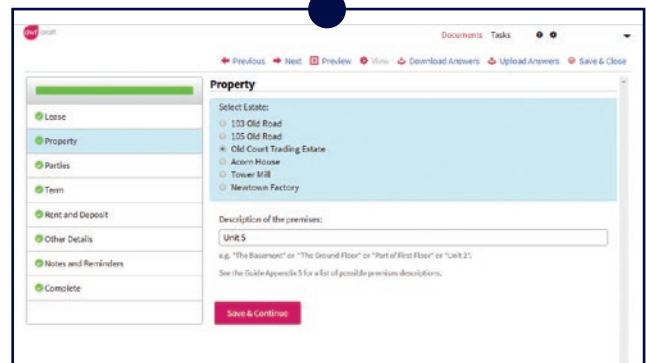 dwf draft
Documents Tasks
Previous Next Preview View Download Answers Upload Answers Save & Close
Lease
Property
Parties
Term
Rent and Deposit
Other Details
Notes and Reminders
Complete
Property
Select Estate:
103 Old Road
105 Old Road
Old Court Trading Estate
Acorn House
Tower Mill
Newtown Factory
Description of the premises:
Unit 5
e.g. "The Basement" or "The Ground Floor" or "Part of First Floor" or "Unit 2".
See the Guide Appendix 5 for a list of possible premises descriptions.
Save & Continue